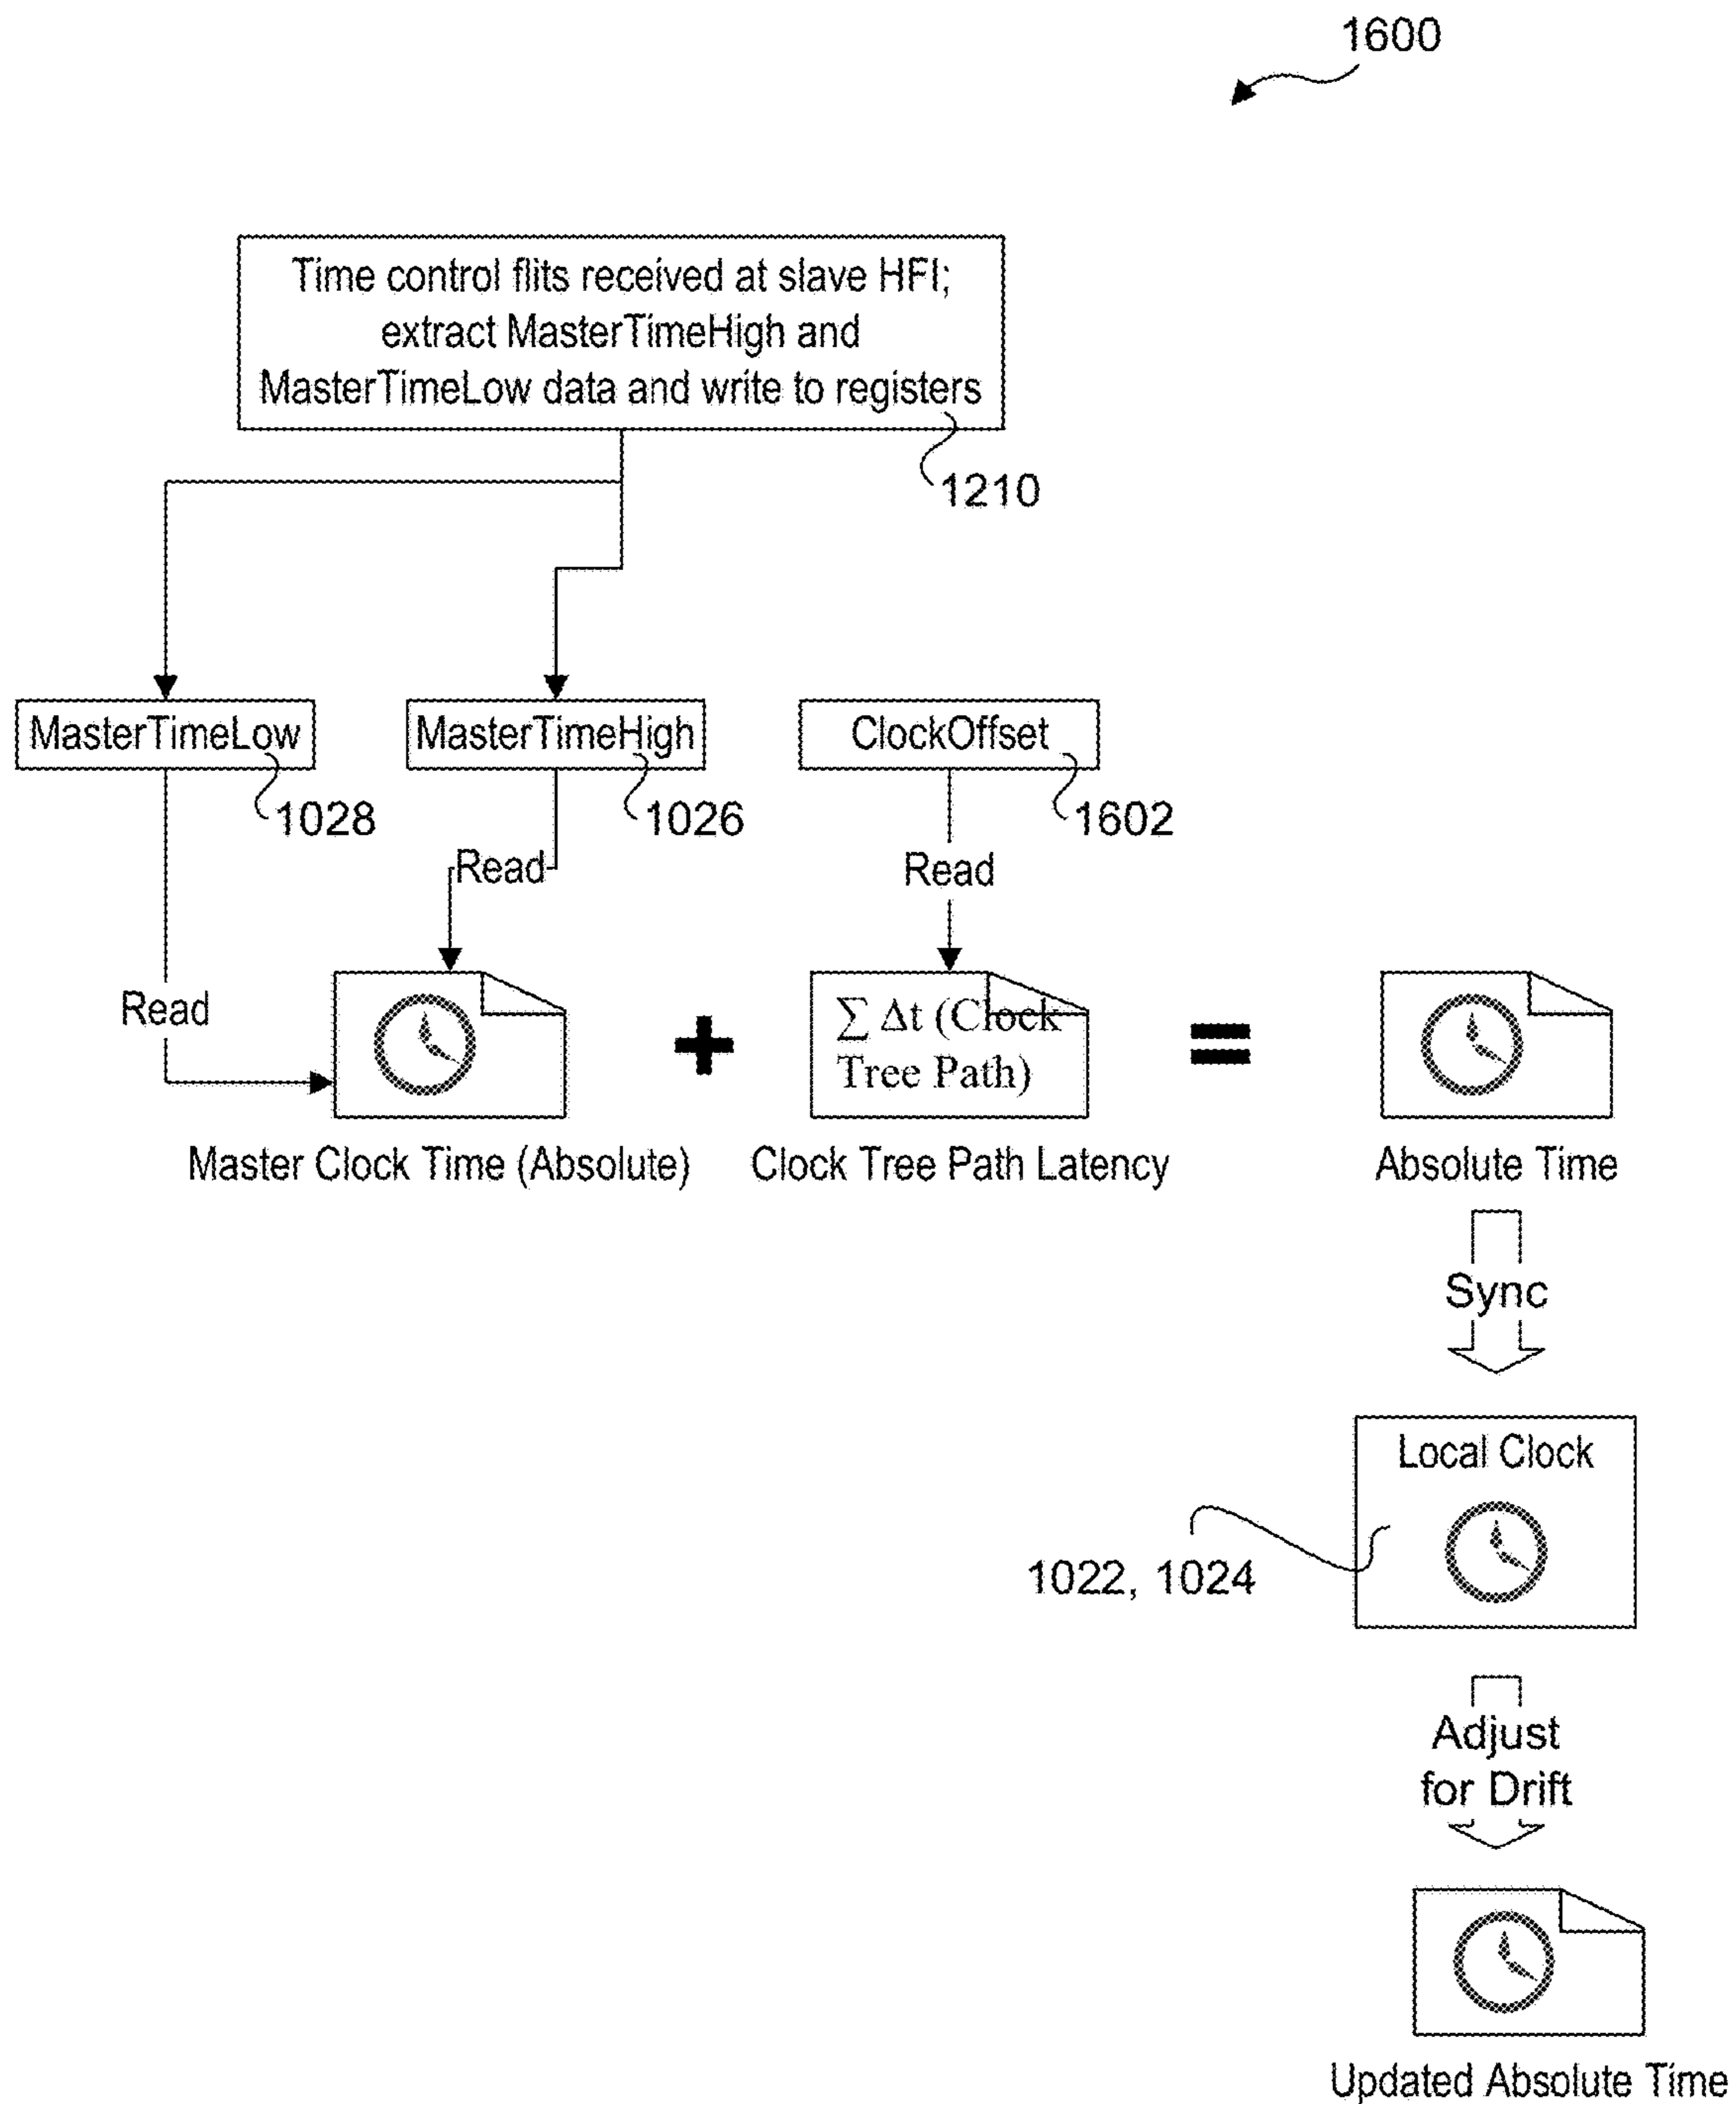 1600
Time control flits received at slave HFI;
extract MasterTimeHigh and
MasterTimeLow data and write to registers
1210
MasterTimeLow
MasterTimeHigh
ClockOffset
1028
1026
1602
Read
Read
Read
∑ Δt (Clock
Tree Path)
+
=
Master Clock Time (Absolute)
Clock Tree Path Latency
Absolute Time
Sync
Local Clock
1022, 1024
Adjust
for Drift
Updated Absolute Time